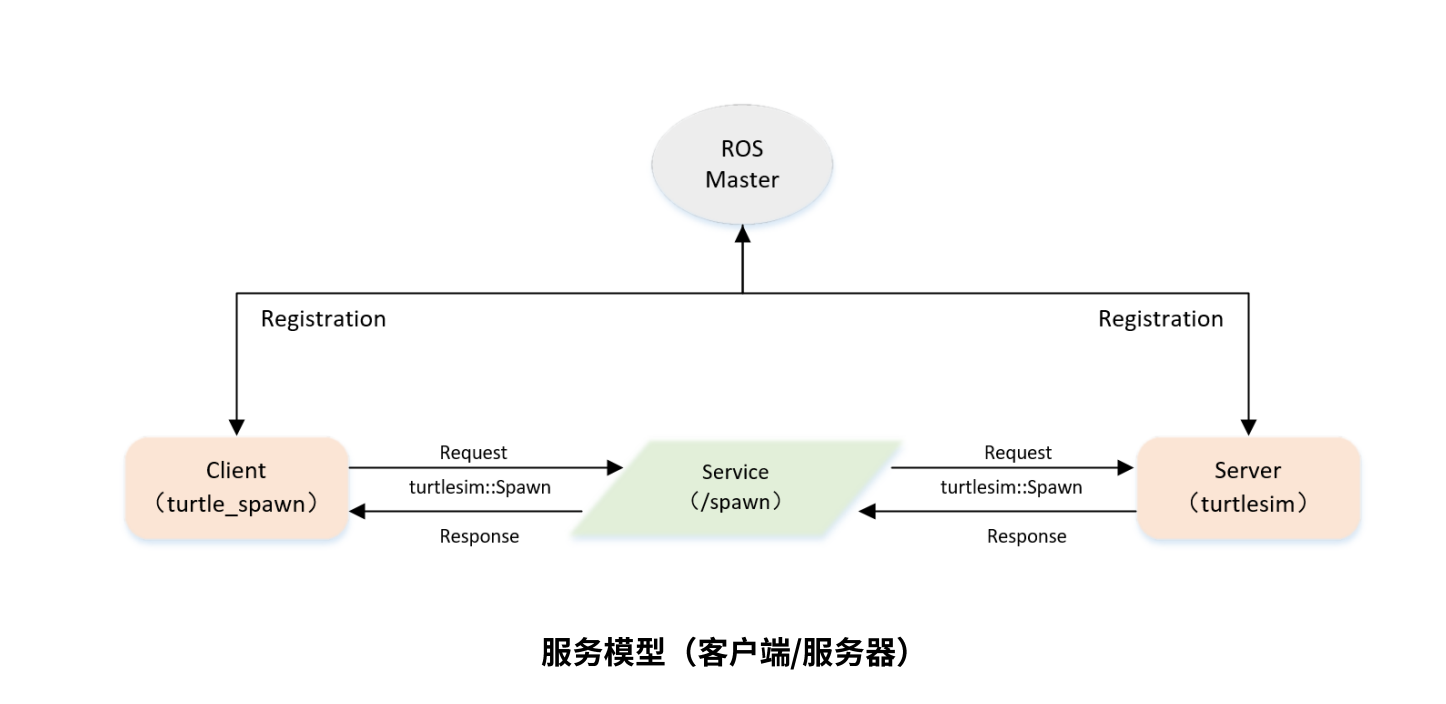 ROS
Master
Registration
Registration
Client
（turtle_spawn）
Request
turtlesim::Spawn
Response
Service
（/spawn）
Request
turtlesim::Spawn
Response
Server
（turtlesim）
服务模型（客户端/服务器）